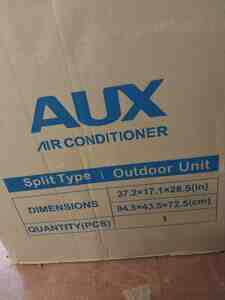 AUX
AIR CONDITIONER
Split Type | Outdoor Unit
DIMENSIONS
37.2×17.1×28.5(in)
94.5×43.5×72.5(cm)
QUANTITY(PCS)
1